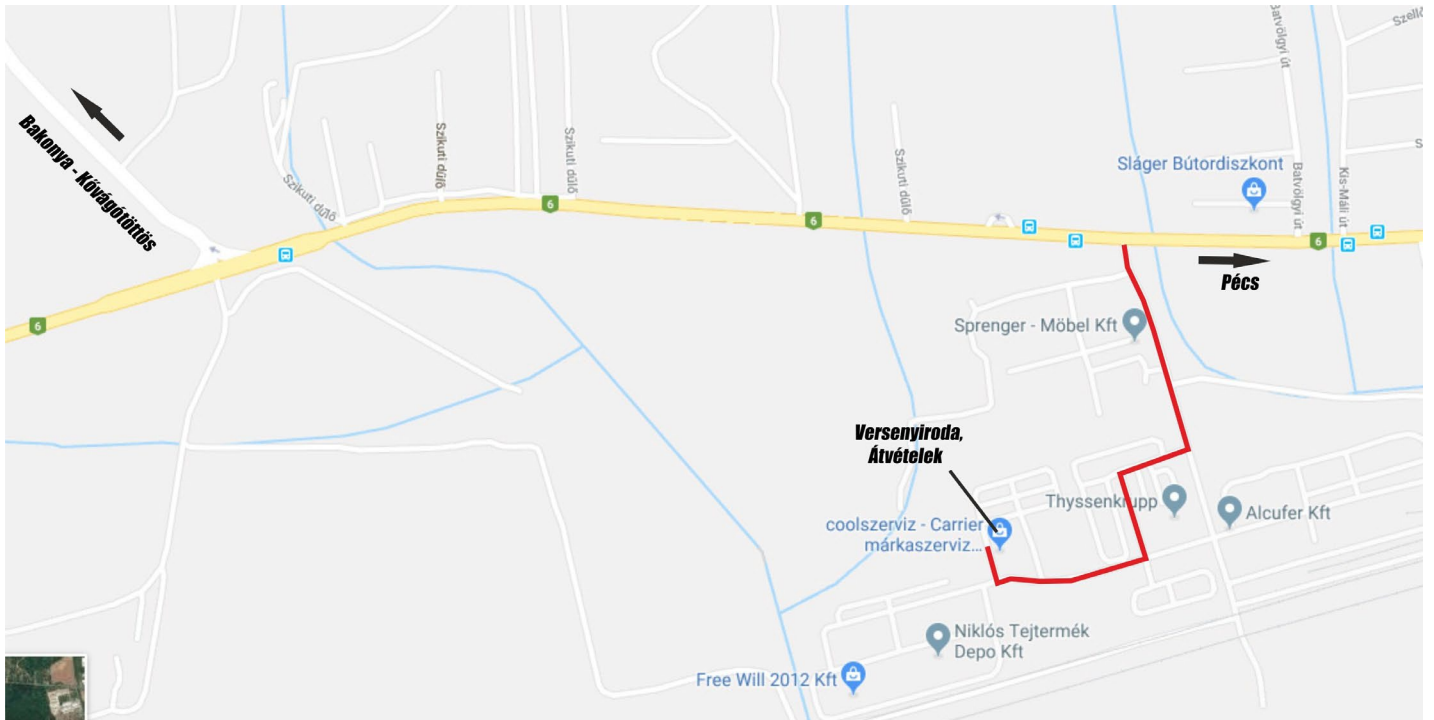 Batvölgyi út
Szikuti dűlő
Szikuti dűlő
Szikuti dűlő
Szikuti dűlő
Sláger Bútordiszkont
Batvölgyi út
Kis-Máli út
Bakonya - Kővágótöttös
6
6
6
6
Pécs
Sprenger - Möbel Kft
Versenyiroda,
Átvételek
Thyssenkrupp
Alcufer Kft
coolszerviz - Carrier
márkaszerviz...
Niklós Tejtermék
Depo Kft
Free Will 2012 Kft